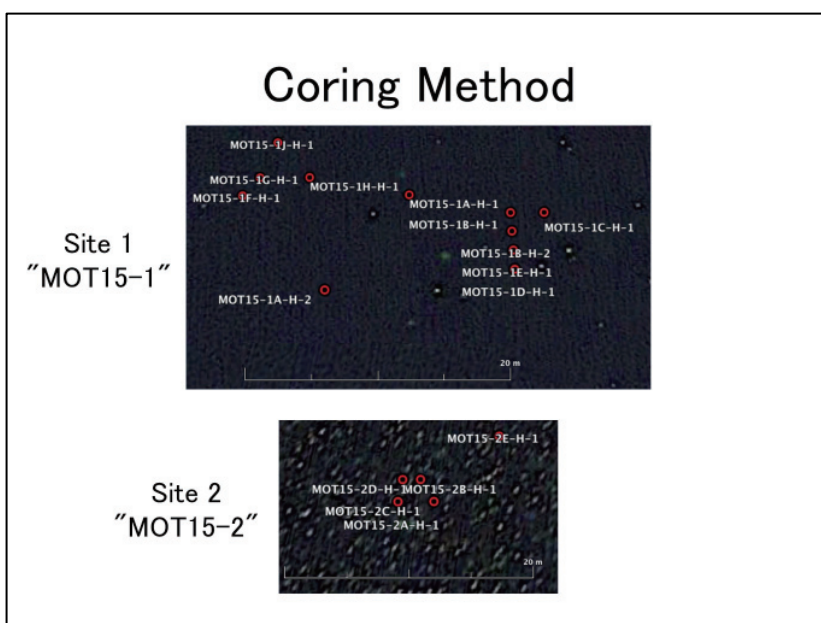 Coring Method
Site 1
"MOT15-1"
MOT15-1J-H-1
MOT15-1G-H-1
MOT15-1H-H-1
MOT15-1F-H-1
MOT15-1A-H-1
MOT15-1B-H-1
MOT15-1C-H-1
MOT15-1B-H-2
MOT15-1E-H-1
MOT15-1D-H-1
MOT15-1A-H-2
20 m
Site 2
"MOT15-2"
MOT15-2E-H-1
MOT15-2D-H-1
MOT15-2B-H-1
MOT15-2C-H-1
MOT15-2A-H-1
20 m